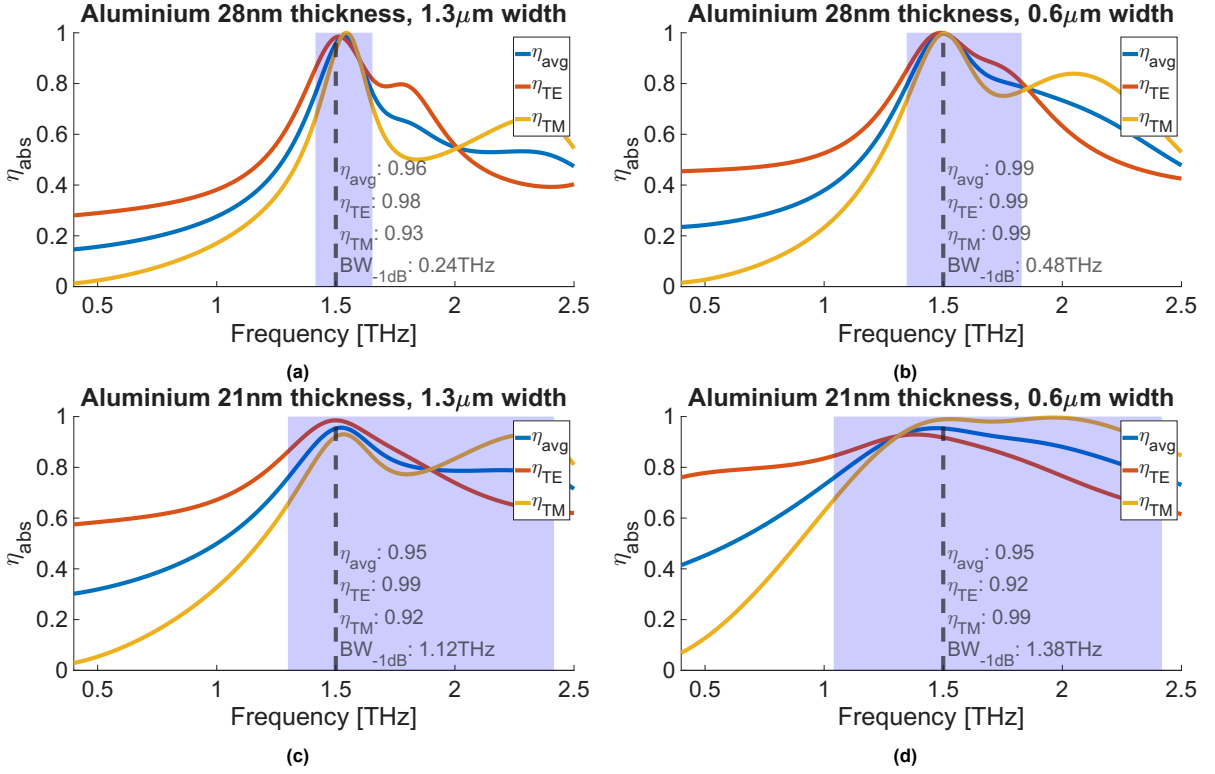 Aluminium 28nm thickness, 1.3μm width
1
0.8
0.6
0.4
0.2
0
η_abs
0.5
1
1.5
2
2.5
Frequency [THz]
η_avg
η_TE
η_TM
η_avg: 0.96
η_TE: 0.98
η_TM: 0.93
BW_-1dB: 0.24THz
(a)
Aluminium 28nm thickness, 0.6μm width
1
0.8
0.6
0.4
0.2
0
η_abs
0.5
1
1.5
2
2.5
Frequency [THz]
η_avg
η_TE
η_TM
η_avg: 0.99
η_TE: 0.99
η_TM: 0.99
BW_-1dB: 0.48THz
(b)
Aluminium 21nm thickness, 1.3μm width
1
0.8
0.6
0.4
0.2
0
η_abs
0.5
1
1.5
2
2.5
Frequency [THz]
η_avg
η_TE
η_TM
η_avg: 0.95
η_TE: 0.99
η_TM: 0.92
BW_-1dB: 1.12THz
(c)
Aluminium 21nm thickness, 0.6μm width
1
0.8
0.6
0.4
0.2
0
η_abs
0.5
1
1.5
2
2.5
Frequency [THz]
η_avg
η_TE
η_TM
η_avg: 0.95
η_TE: 0.92
η_TM: 0.99
BW_-1dB: 1.38THz
(d)